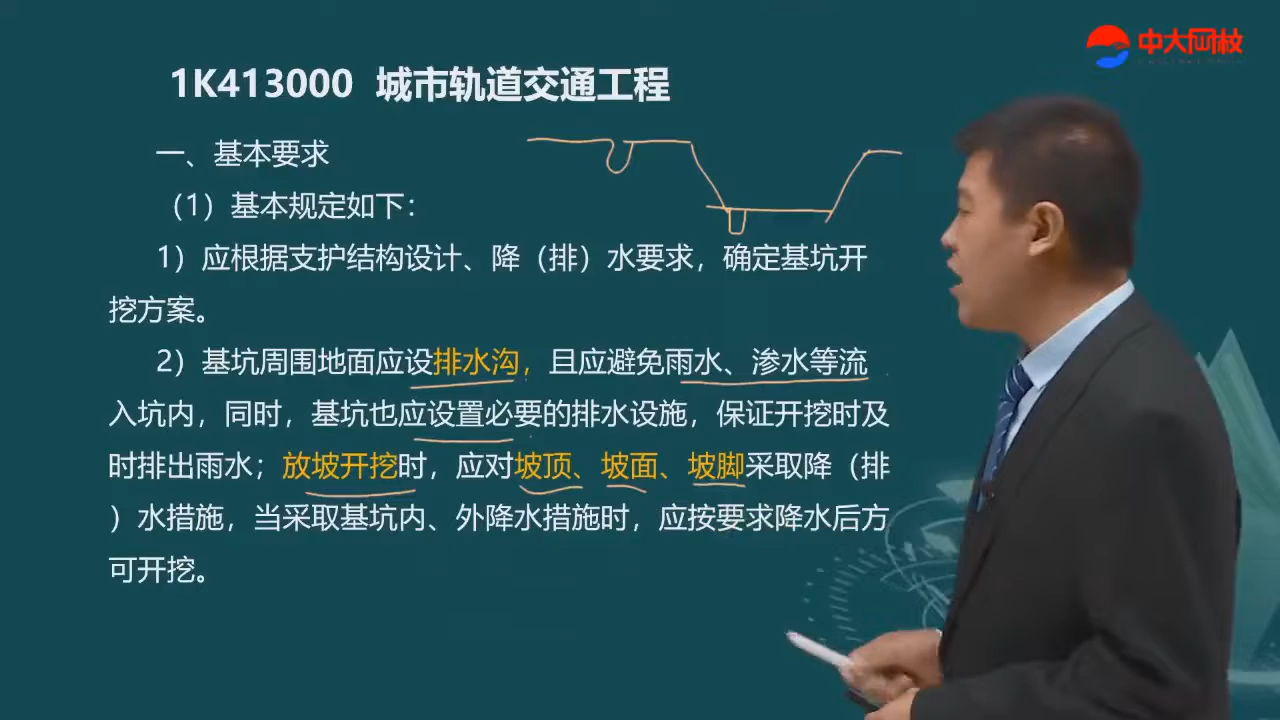 中大网校
1K413000 城市轨道交通工程
一、基本要求
（1）基本规定如下：
1）应根据支护结构设计、降（排）水要求，确定基坑开
挖方案。
2）基坑周围地面应设排水沟，且应避免雨水、渗水等流
入坑内，同时，基坑也应设置必要的排水设施，保证开挖时及
时排出雨水；放坡开挖时，应对坡顶、坡面、坡脚采取降（排
）水措施，当采取基坑内、外降水措施时，应按要求降水后方
可开挖。